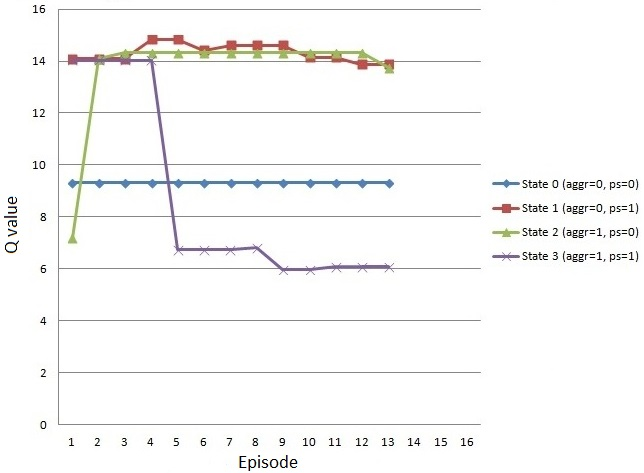 16
14
12
10
8
6
4
2
0
Q value
1 2 3 4 5 6 7 8 9 10 11 12 13 14 15 16
Episode
State 0 (aggr=0, ps=0)
State 1 (aggr=0, ps=1)
State 2 (aggr=1, ps=0)
State 3 (aggr=1, ps=1)